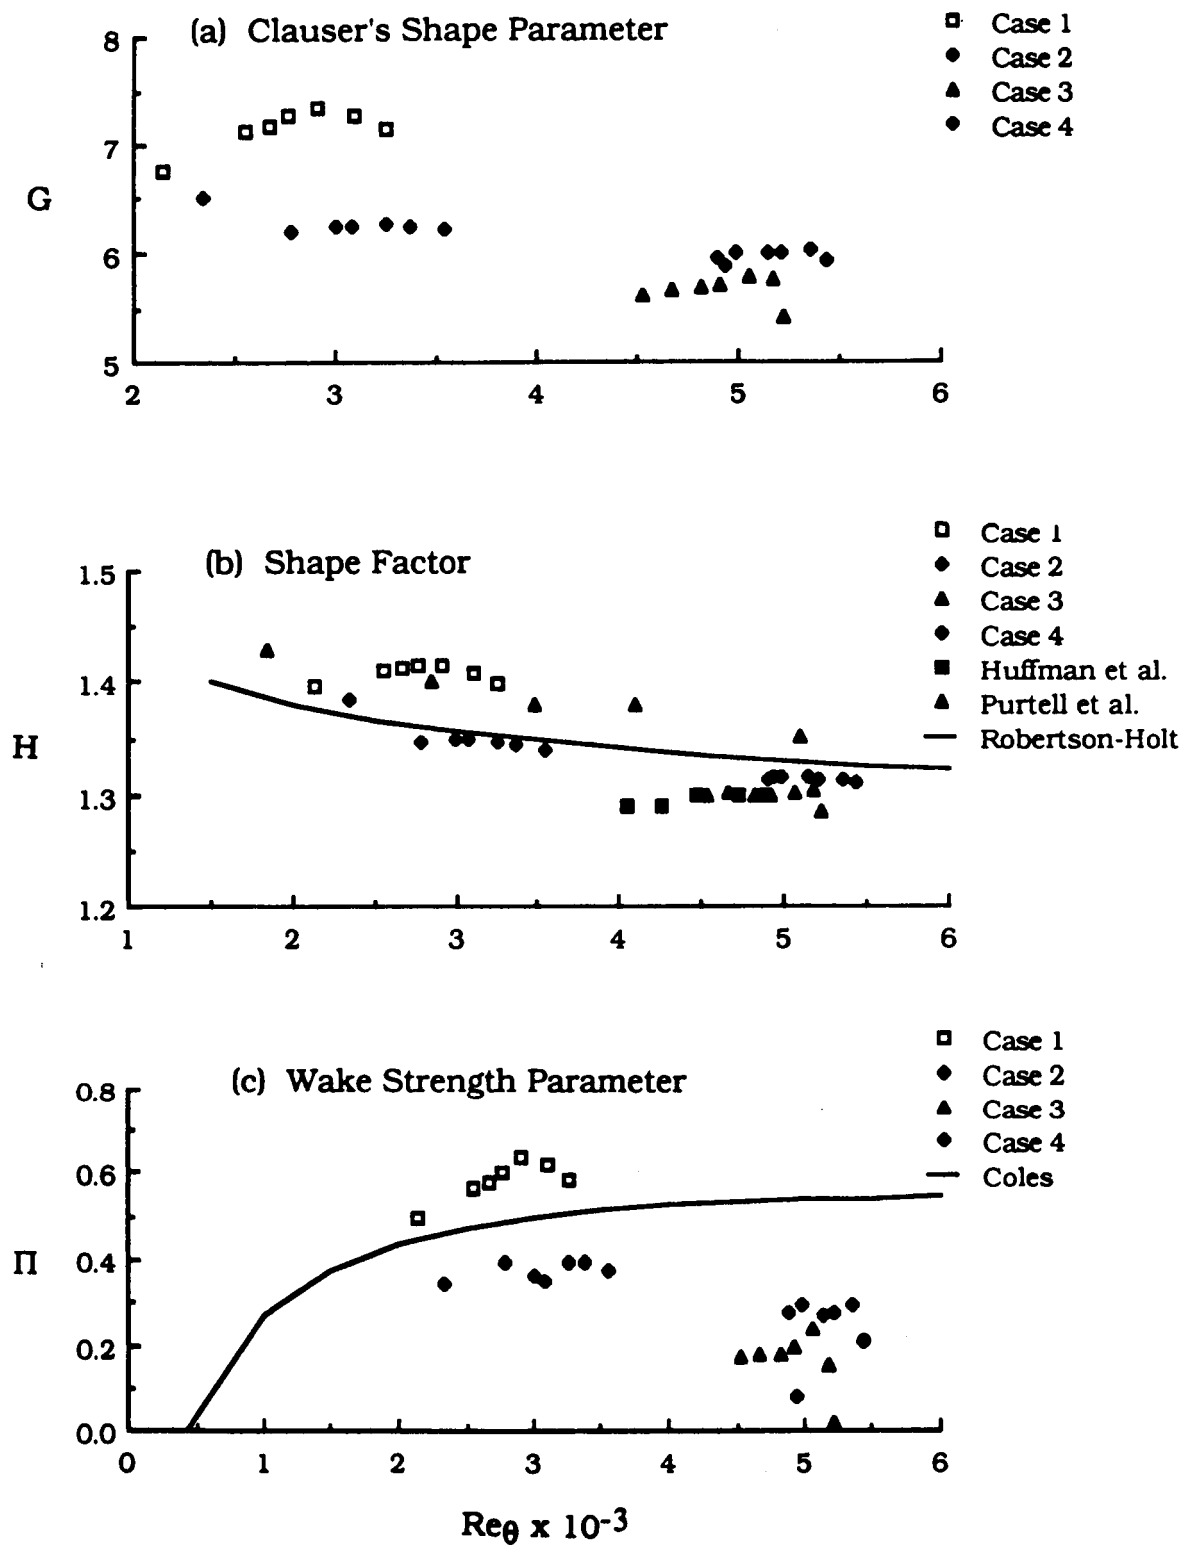 (a) Clauser's Shape Parameter
Case 1
Case 2
Case 3
Case 4
8
7
6
5
G
2 3 4 5 6
(b) Shape Factor
Case 1
Case 2
Case 3
Case 4
Huffman et al.
Purtell et al.
Robertson-Holt
1.5
1.4
1.3
1.2
H
1 2 3 4 5 6
(c) Wake Strength Parameter
Case 1
Case 2
Case 3
Case 4
Coles
0.8
0.6
0.4
0.2
0.0
Π
0 1 2 3 4 5 6
Reθ x 10-3